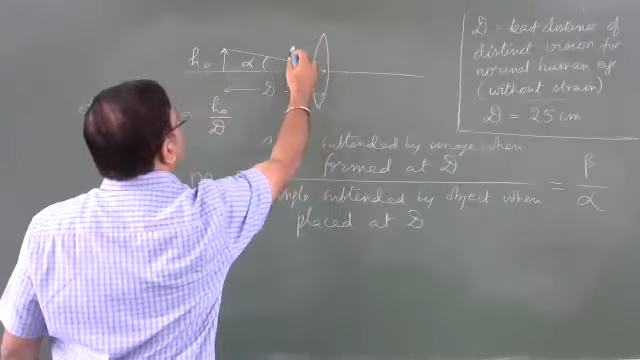 D = least distance of
distinct vision for
normal human eye
(without strain)
D = 25 cm
h₀ α
D
= h₀
D
subtended by image when
formed at D
= β
α
angle subtended by object when
placed at D